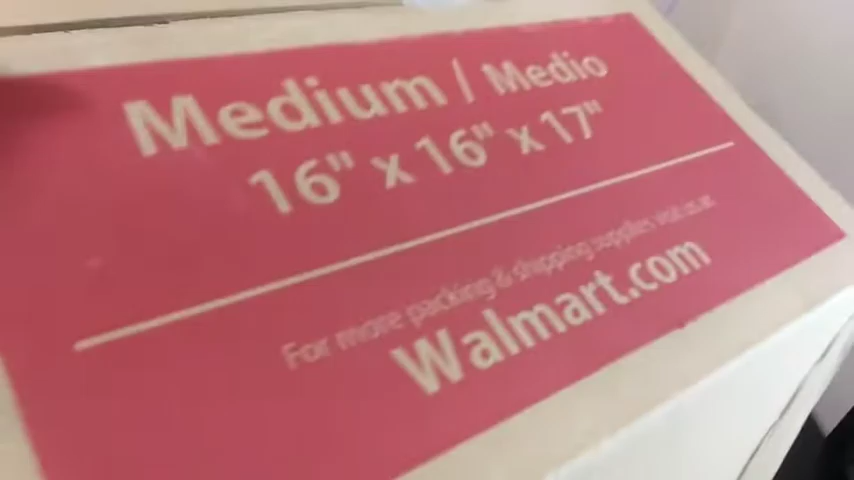 Medium / Medio
16" x 16" x 17"
For more packing & shipping supplies visit us at
Walmart.com